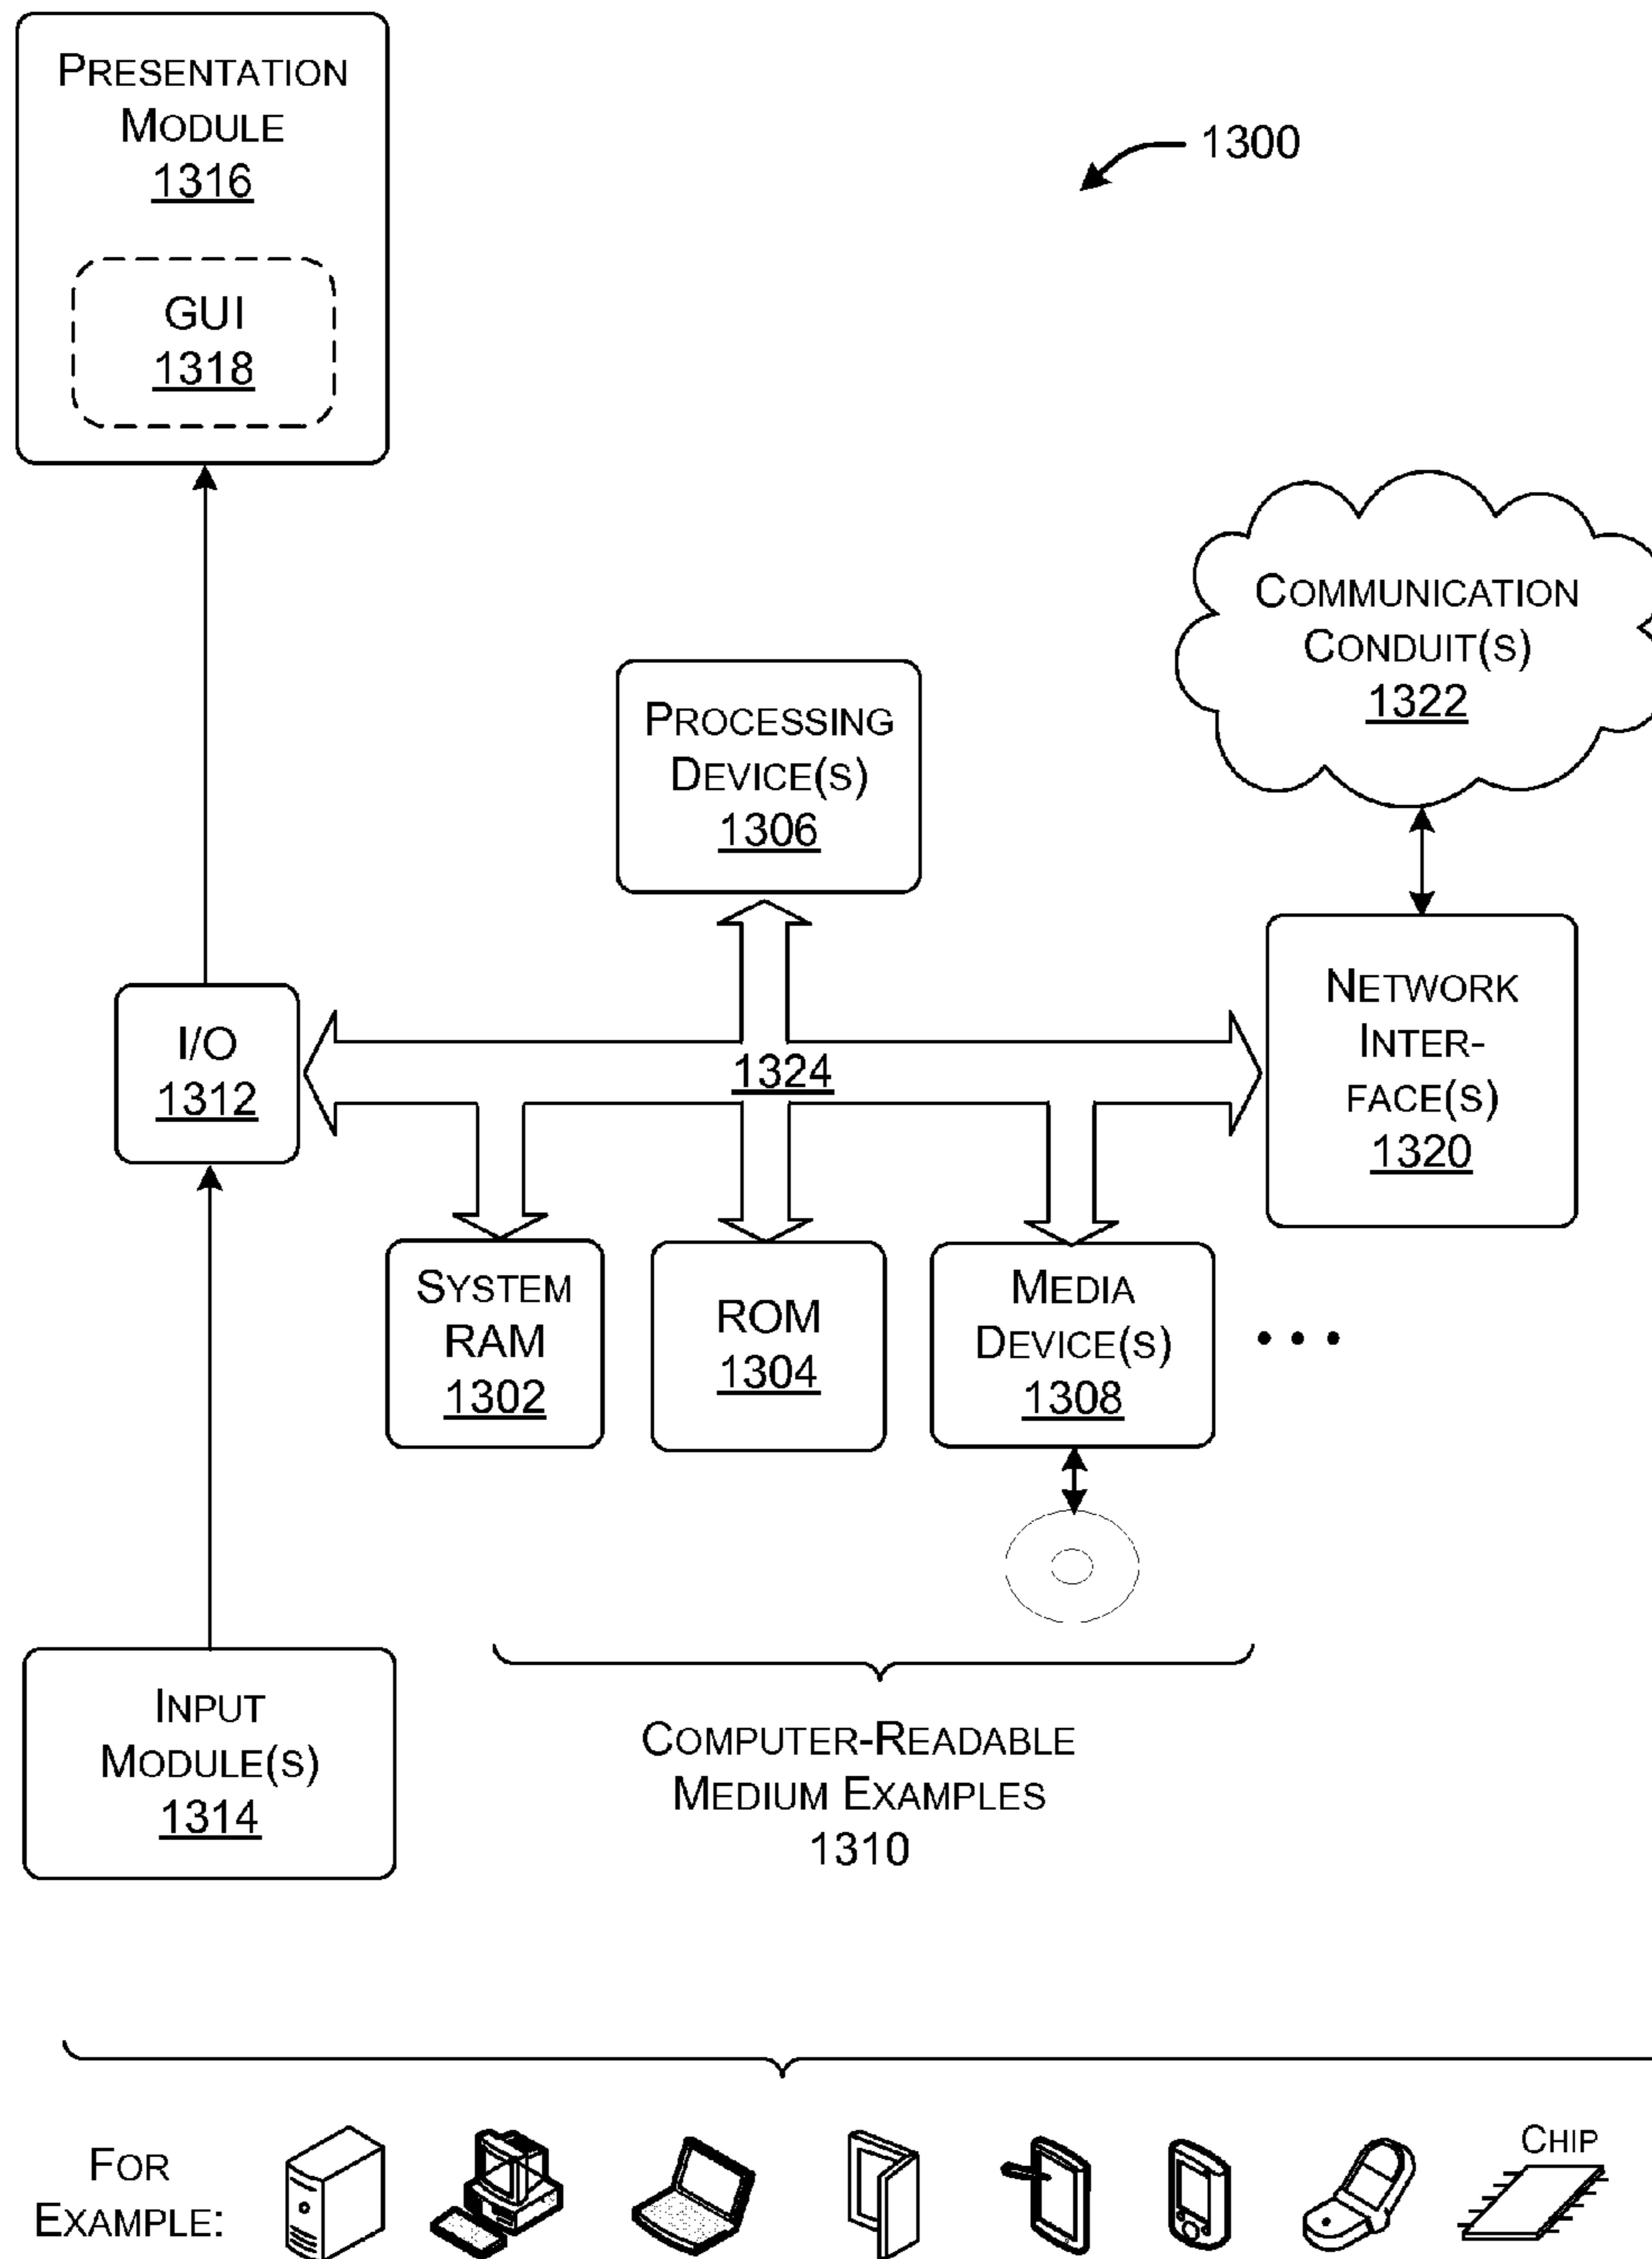 PRESENTATION
MODULE
1316
GUI
1318
1300
COMMUNICATION
CONDUIT(S)
1322
PROCESSING
DEVICE(S)
1306
I/O
1312
1324
NETWORK
INTER-
FACE(S)
1320
SYSTEM
RAM
1302
ROM
1304
MEDIA
DEVICE(S)
1308
• • •
INPUT
MODULE(S)
1314
COMPUTER-READABLE
MEDIUM EXAMPLES
1310
FOR
EXAMPLE:
CHIP